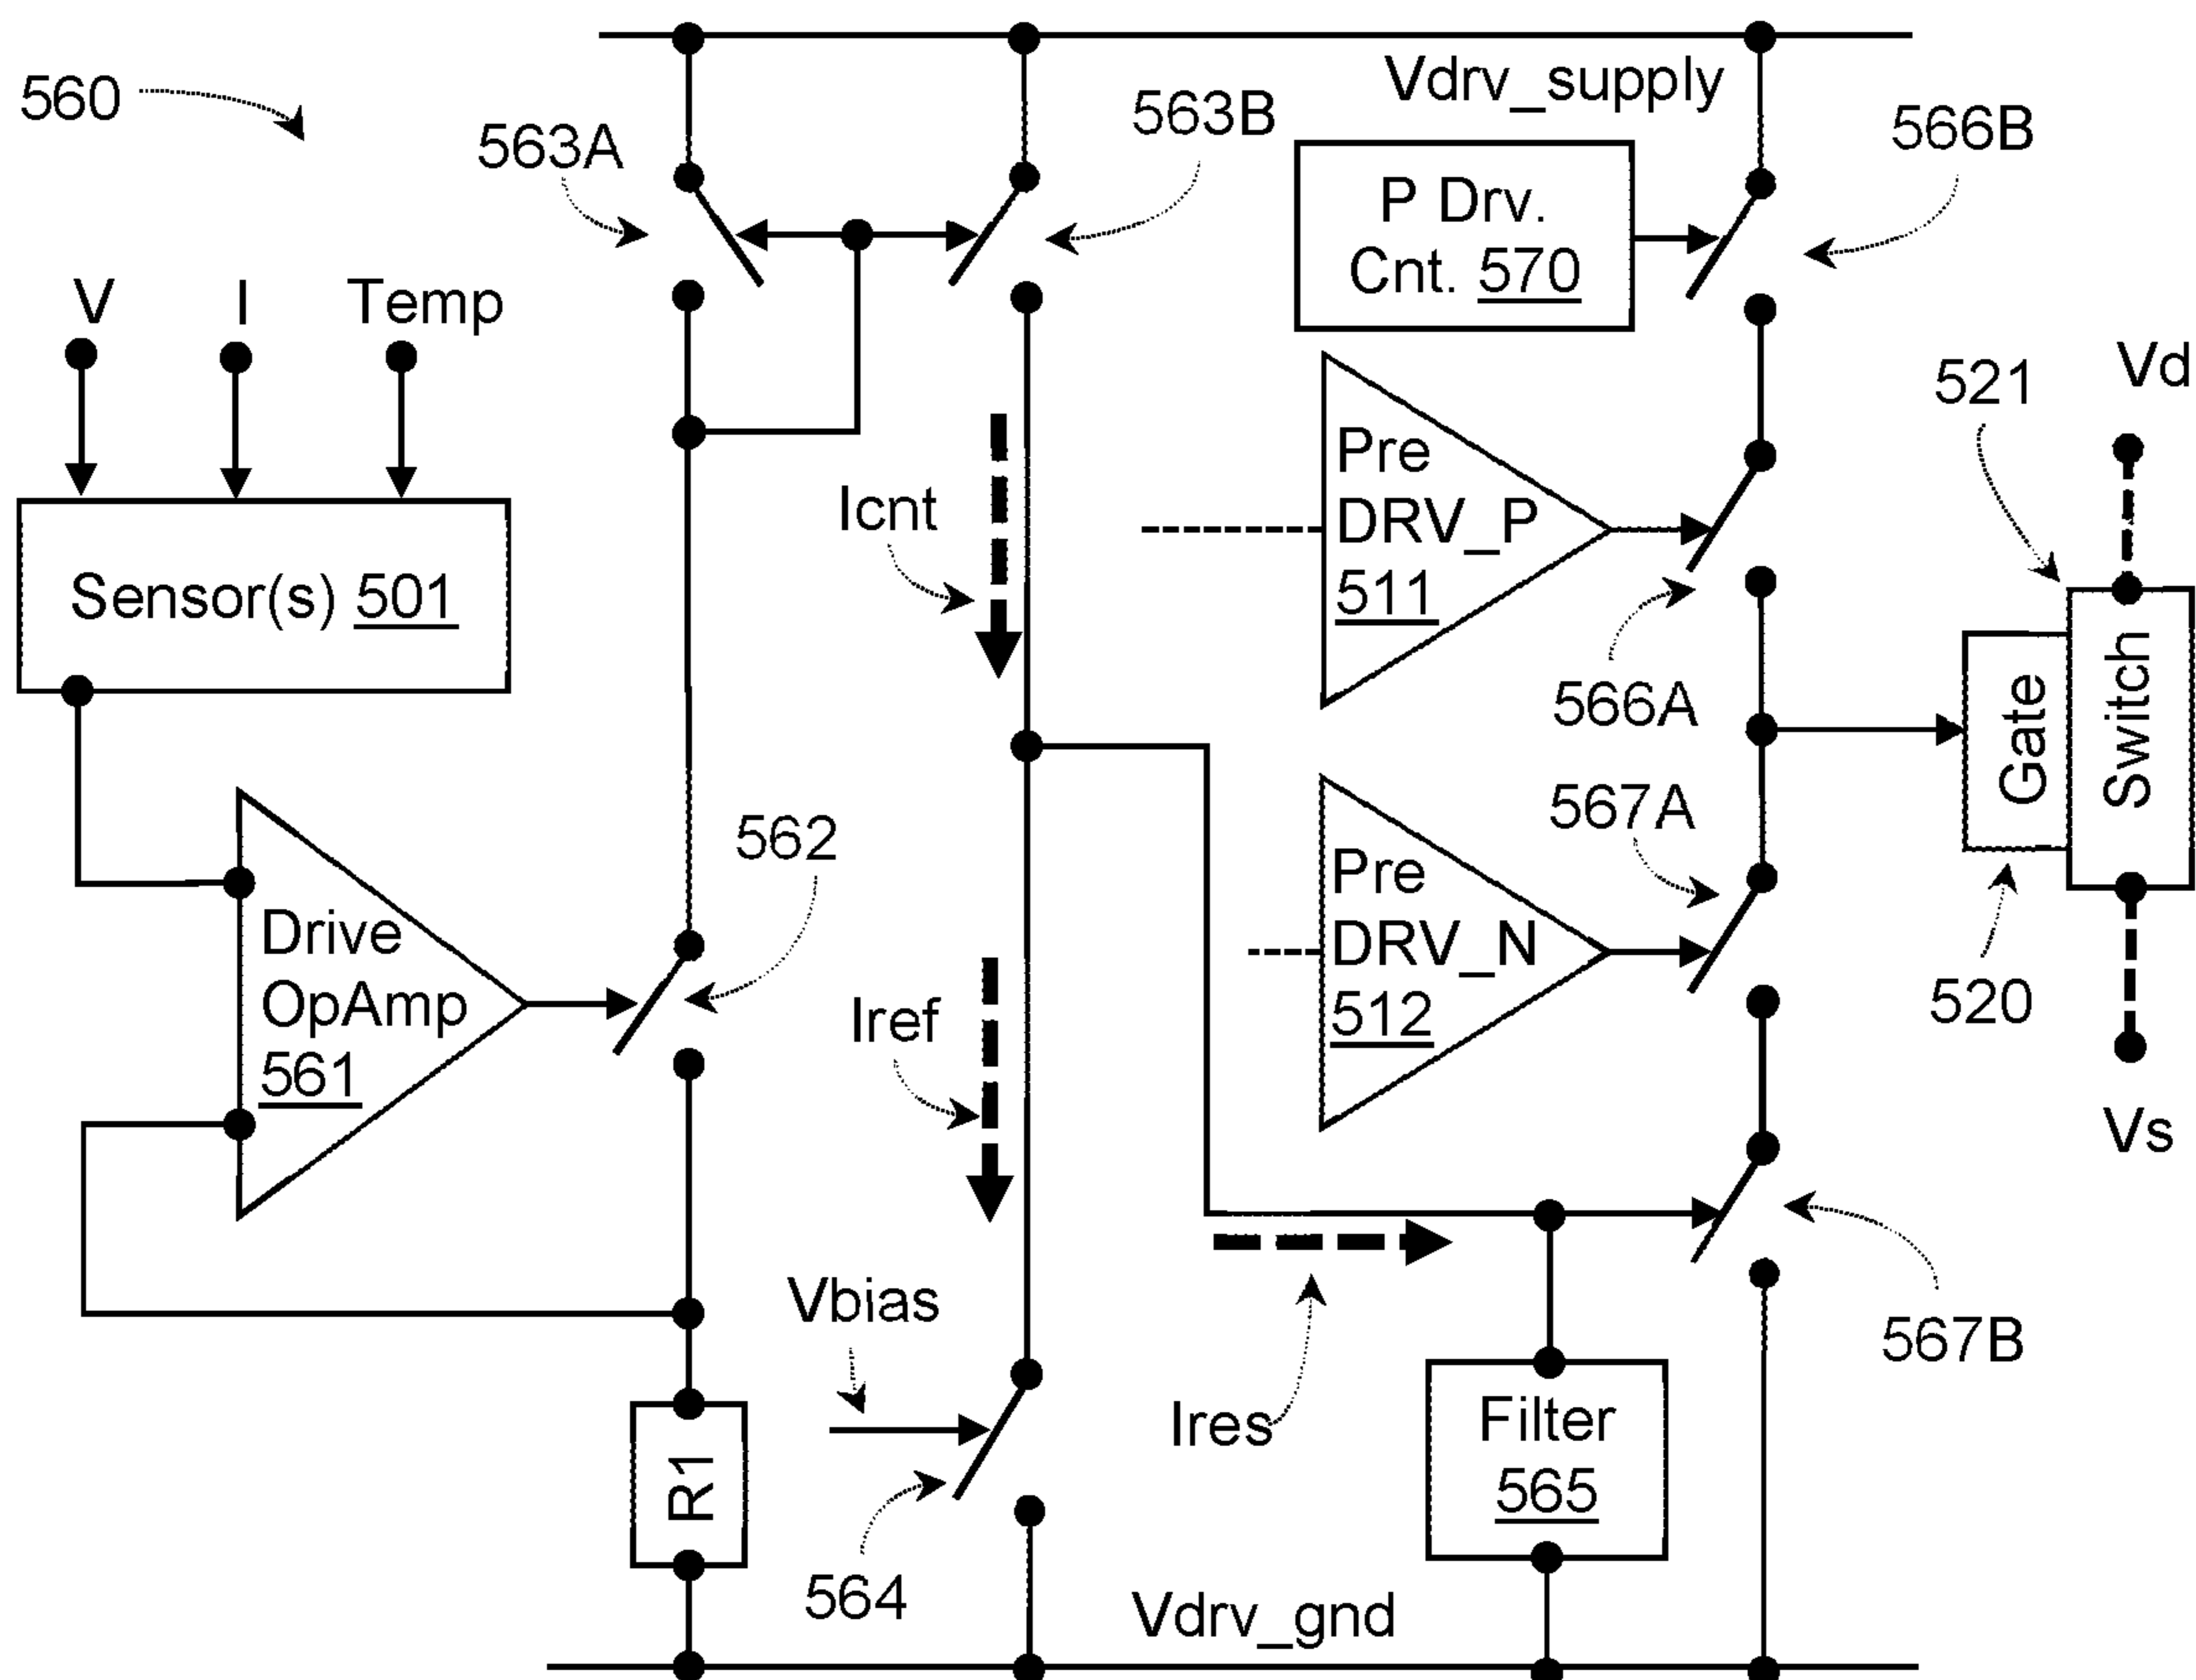 Vdrv_supply
560
563A
563B
566B
P Drv.
Cnt. 570
V
I
Temp
Vd
521
Pre
DRV_P
511
Icnt
Sensor(s) 501
566A
Gate
Switch
567A
562
Pre
DRV_N
512
Drive
OpAmp
561
520
Iref
Vs
Vbias
567B
Ires
Filter
565
R1
564
Vdrv_gnd